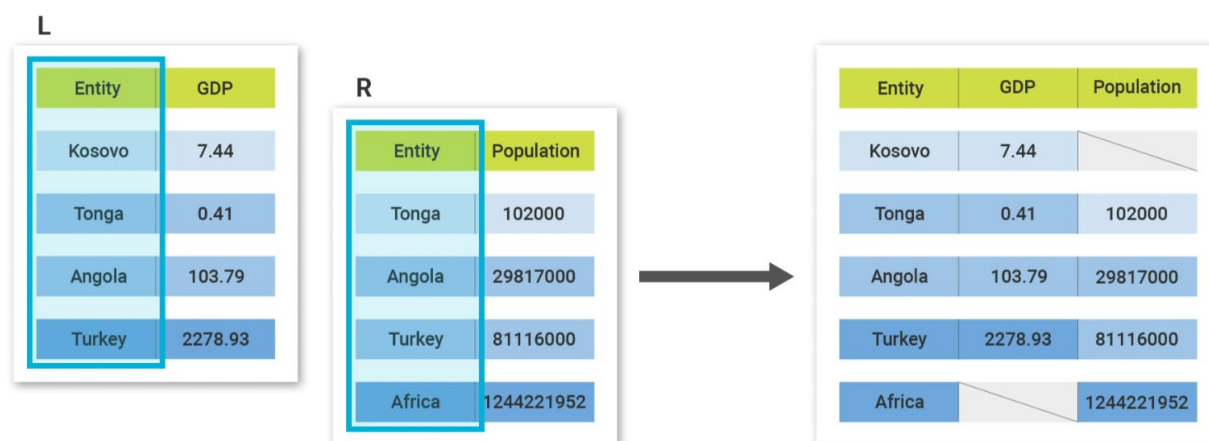 L
Entity GDP
Kosovo 7.44
Tonga 0.41
Angola 103.79
Turkey 2278.93
R
Entity Population
Tonga 102000
Angola 29817000
Turkey 81116000
Africa 1244221952
Entity GDP Population
Kosovo 7.44
Tonga 0.41 102000
Angola 103.79 29817000
Turkey 2278.93 81116000
Africa 1244221952